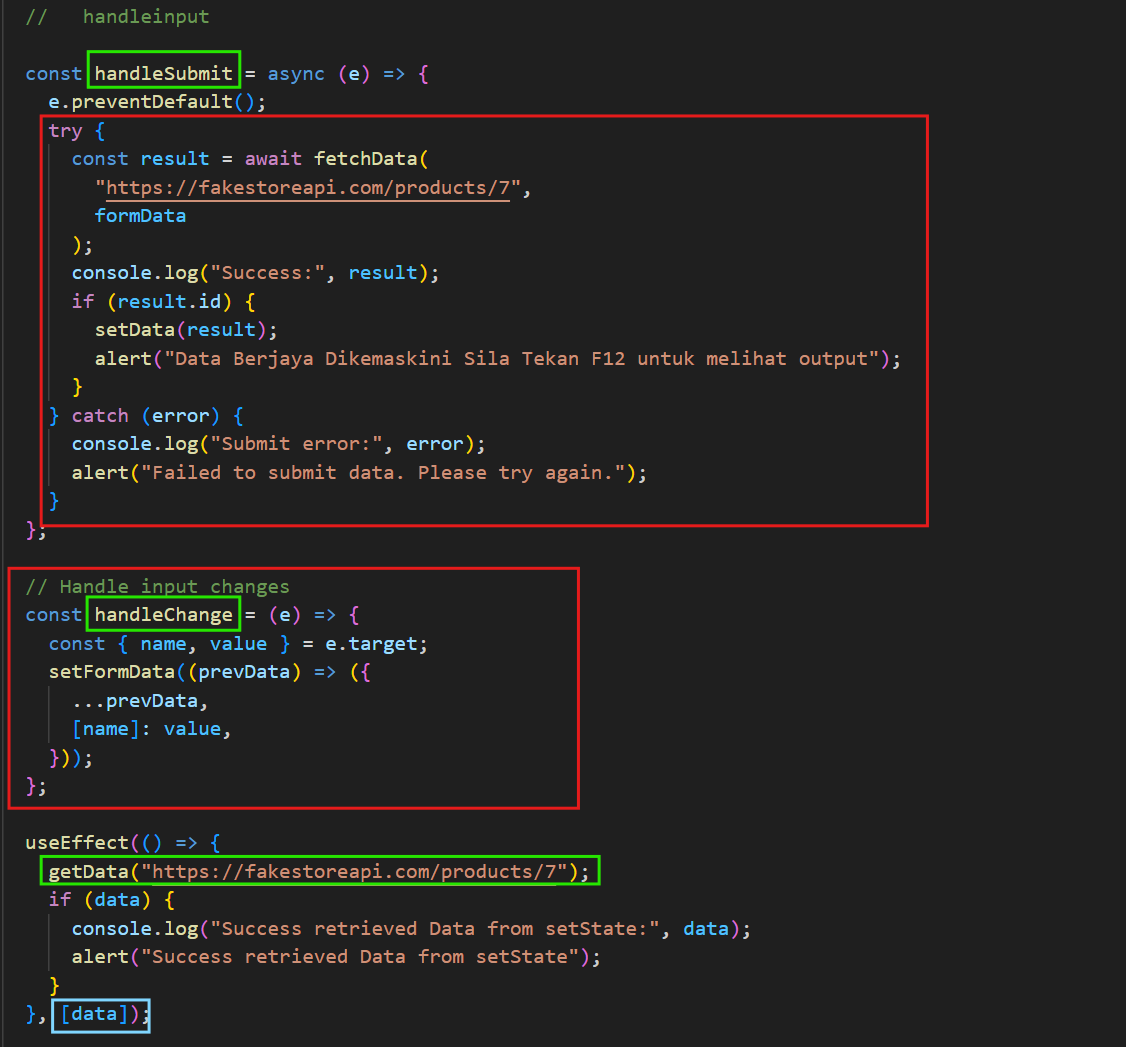 //   handleinput
const handleSubmit = async (e) => {
  e.preventDefault();
  try {
    const result = await fetchData(
      "https://fakestoreapi.com/products/7",
      formData
    );
    console.log("Success:", result);
    if (result.id) {
      setData(result);
      alert("Data Berjaya Dikemaskini Sila Tekan F12 untuk melihat output");
    }
  } catch (error) {
    console.log("Submit error:", error);
    alert("Failed to submit data. Please try again.");
  }
};
// Handle input changes
const handleChange = (e) => {
  const { name, value } = e.target;
  setFormData((prevData) => ({
    ...prevData,
    [name]: value,
  }));
};
useEffect(() => {
  getData("https://fakestoreapi.com/products/7");
  if (data) {
    console.log("Success retrieved Data from setState:", data);
    alert("Success retrieved Data from setState");
  }
}, [data]);